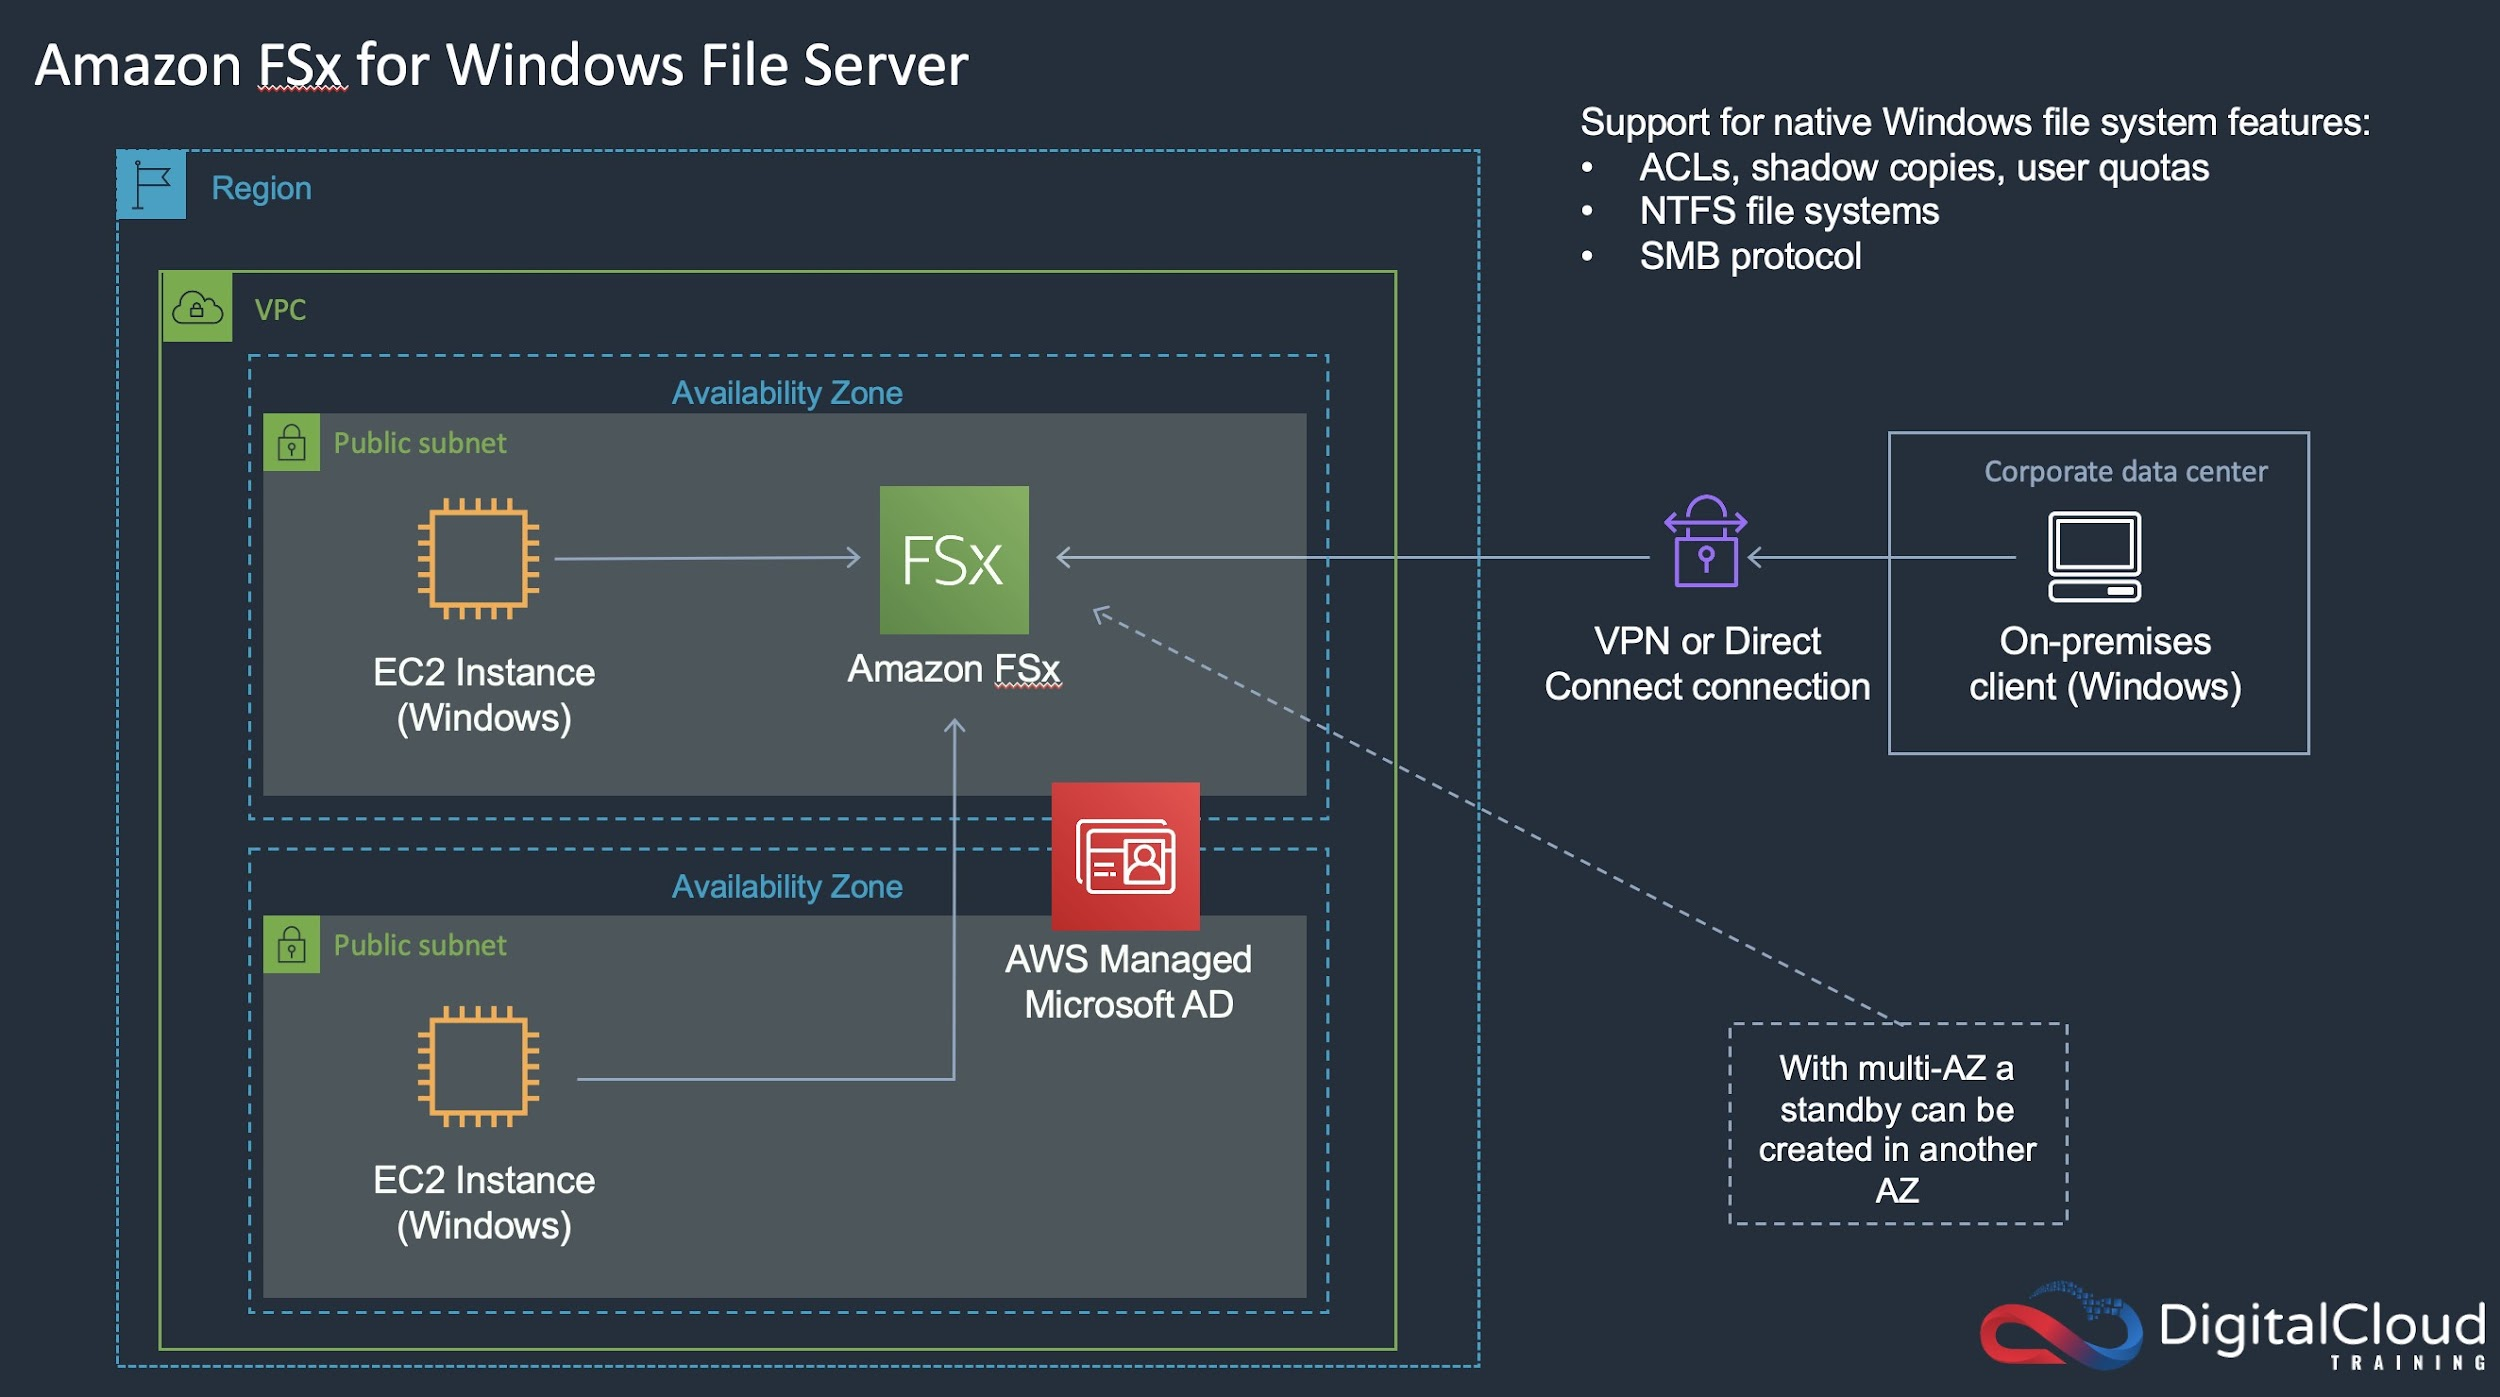 Amazon FSx for Windows File Server
Support for native Windows file system features:
• ACLs, shadow copies, user quotas
• NTFS file systems
• SMB protocol
Region
VPC
Availability Zone
Public subnet
EC2 Instance
(Windows)
FSx
Amazon FSx
VPN or Direct
Connect connection
Corporate data center
On-premises
client (Windows)
Availability Zone
Public subnet
AWS Managed
Microsoft AD
EC2 Instance
(Windows)
With multi-AZ a
standby can be
created in another
AZ
DigitalCloud
TRAINING